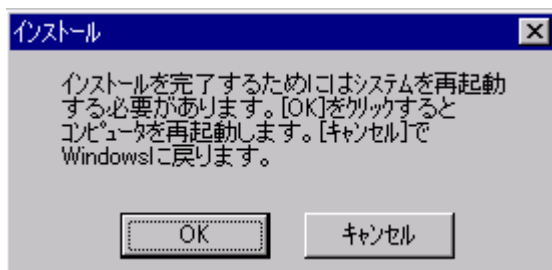 インストール
インストールを完了するためにはシステムを再起動
する必要があります。[OK]をクリックすると
コンピュータを再起動します。[キャンセル]で
Windowsに戻ります。
OK
キャンセル